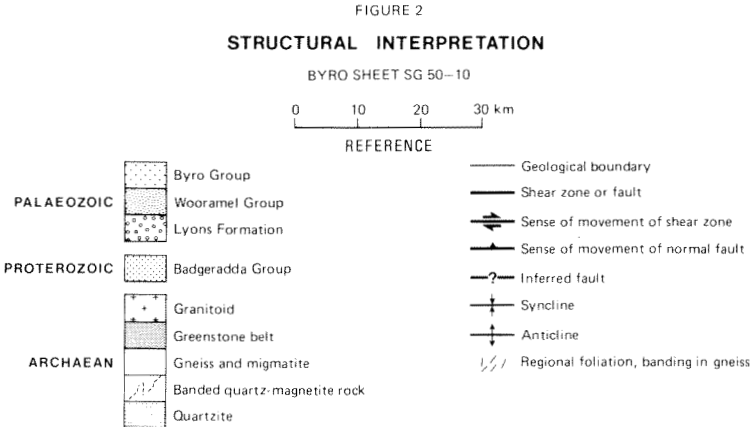 FIGURE 2
STRUCTURAL INTERPRETATION
BYRO SHEET SG 50-10
0 10 20 30 km
REFERENCE
PALAEOZOIC
Byro Group
Wooramel Group
Lyons Formation
PROTEROZOIC
Badgeradda Group
ARCHAEAN
Granitoid
Greenstone belt
Gneiss and migmatite
Banded quartz-magnetite rock
Quartzite
Geological boundary
Shear zone or fault
Sense of movement of shear zone
Sense of movement of normal fault
?
Inferred fault
Syncline
Anticline
Regional foliation, banding in gneiss